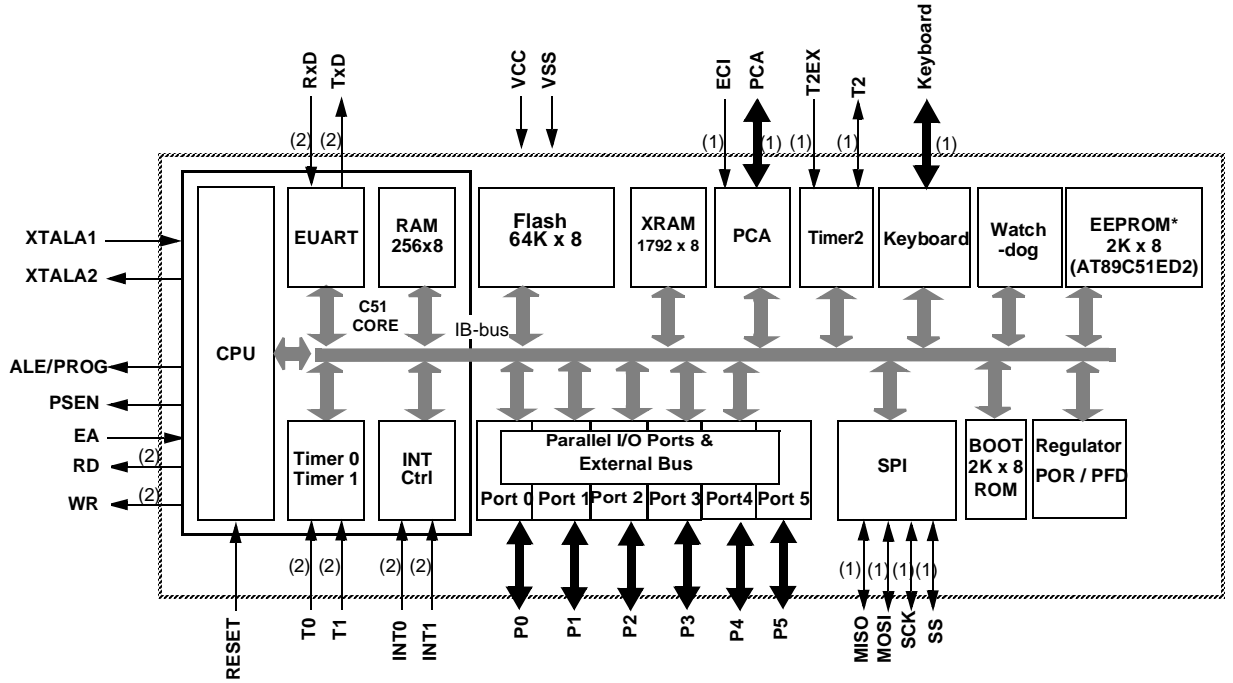 RxD
TxD
VCC
VSS
ECI
PCA
T2EX
T2
Keyboard
(2) (2) (1) (1) (1) (1) (1)
XTALA1
XTALA2
ALE/PROG
PSEN
EA
RD (2)
WR (2)
CPU
EUART
RAM
256x8
C51
CORE
IB-bus
Flash
64K x 8
XRAM
1792 x 8
PCA
Timer2
Keyboard
Watch
-dog
EEPROM*
2K x 8
(AT89C51ED2)
Timer 0
Timer 1
INT
Ctrl
Parallel I/O Ports &
External Bus
Port 0 Port 1 Port 2 Port 3 Port4 Port 5
SPI
BOOT
2K x 8
ROM
Regulator
POR / PFD
(2) (2) (2) (2) (1) (1) (1) (1)
RESET
T0
T1
INT0
INT1
P0
P1
P2
P3
P4
P5
MISO
MOSI
SCK
SS